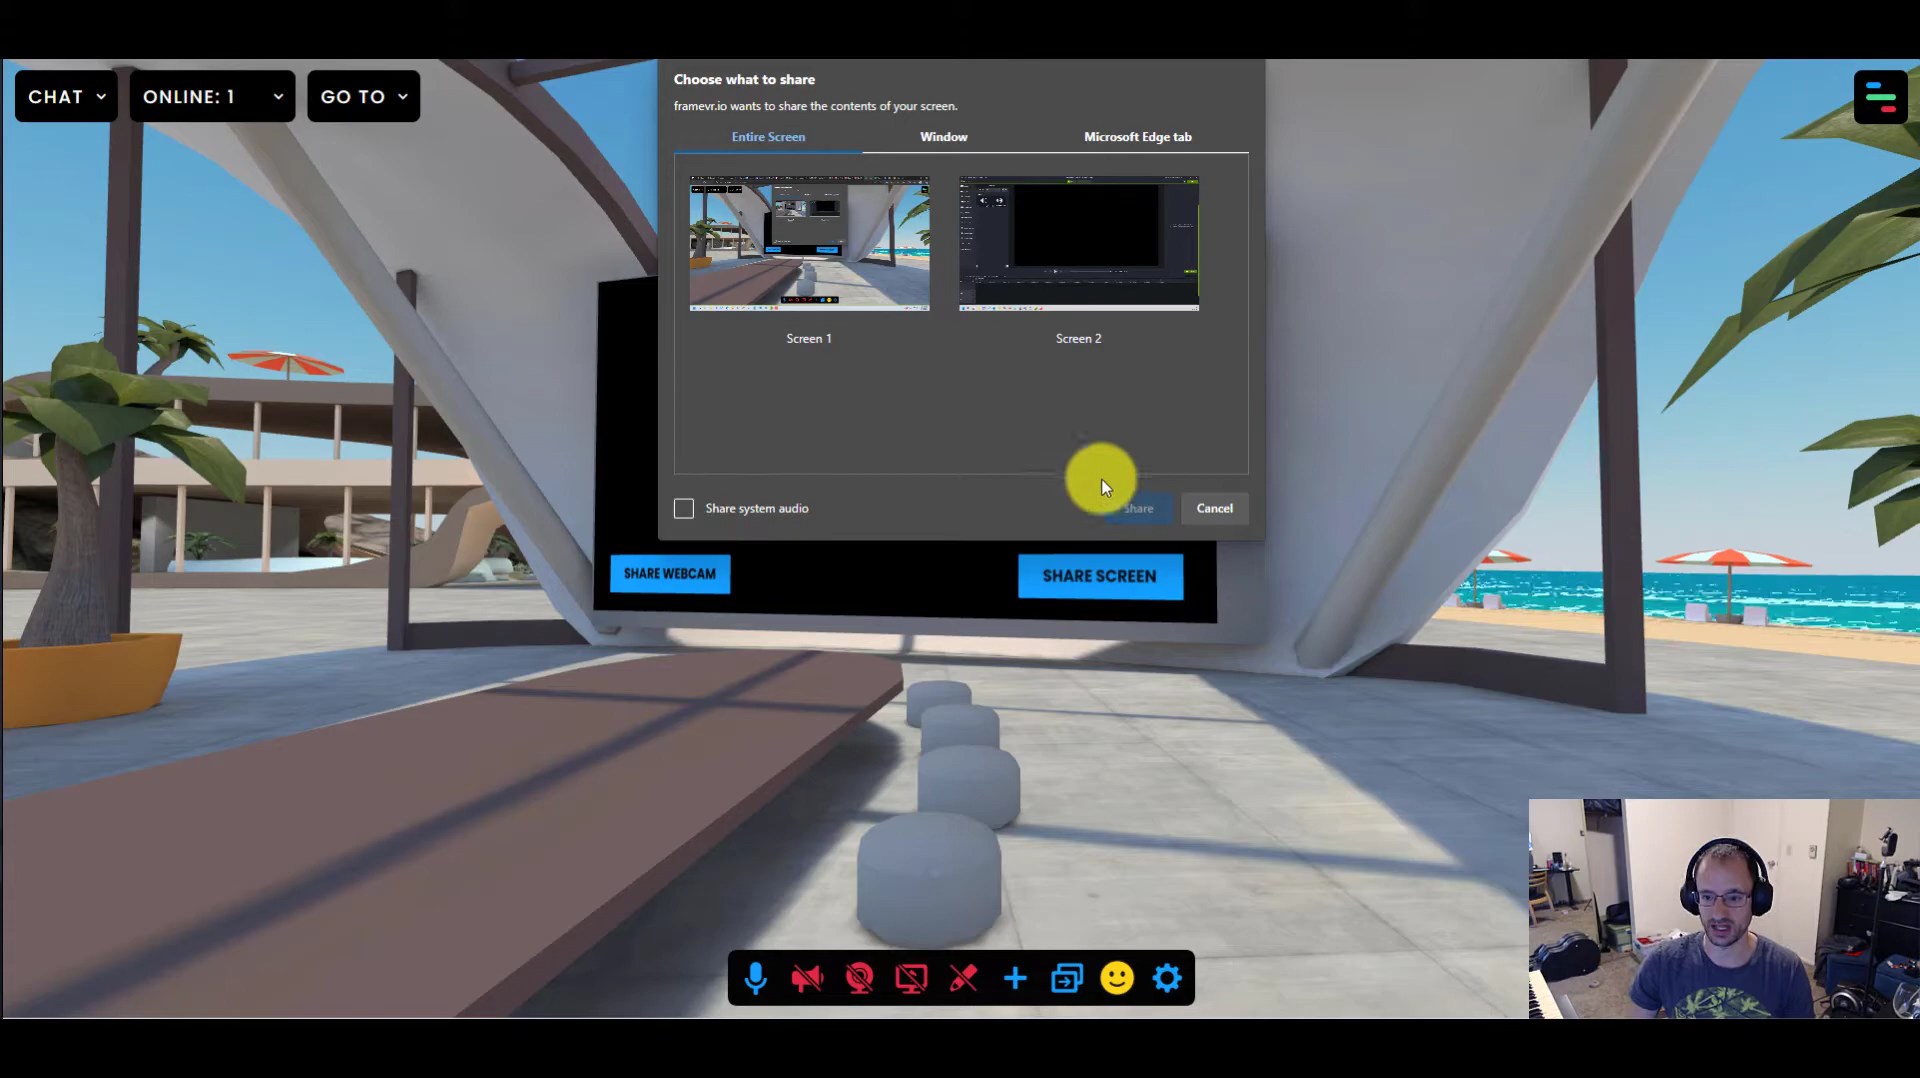 Choose what to share
CHAT
ONLINE: 1
GO TO
framevr.io wants to share the contents of your screen.
Entire Screen
Window
Microsoft Edge tab
Screen 1
Screen 2
Share system audio
Share
Cancel
SHARE WEBCAM
SHARE SCREEN